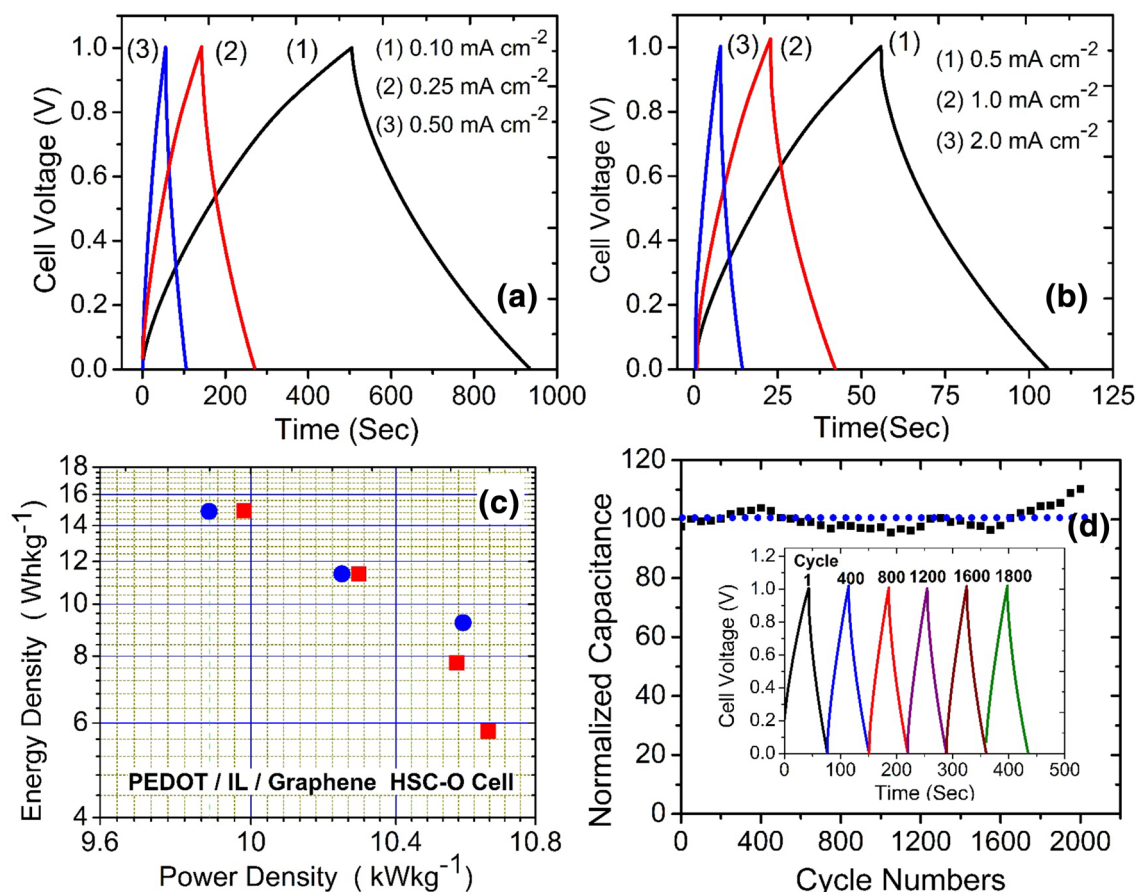 (3) (2) (1)
(1) 0.10 mA cm⁻²
(2) 0.25 mA cm⁻²
(3) 0.50 mA cm⁻²
Cell Voltage (V)
1.0
0.8
0.6
0.4
0.2
0.0
(a)
0 200 400 600 800 1000
Time (Sec)
(3) (2) (1)
(1) 0.5 mA cm⁻²
(2) 1.0 mA cm⁻²
(3) 2.0 mA cm⁻²
Cell Voltage (V)
1.0
0.8
0.6
0.4
0.2
0.0
(b)
0 25 50 75 100 125
Time(Sec)
Energy Density ( Whkg⁻¹)
18
16
14
12
10
8
6
4
(c)
PEDOT / IL / Graphene HSC-O Cell
9.6 10 10.4 10.8
Power Density ( kWkg⁻¹)
Normalized Capacitance
120
100
80
60
40
20
0
(d)
Cycle
1 400 800 1200 1600 1800
Cell Voltage (V)
1.2
1.0
0.8
0.6
0.4
0.2
0.0
0 100 200 300 400 500
Time (Sec)
0 400 800 1200 1600 2000
Cycle Numbers